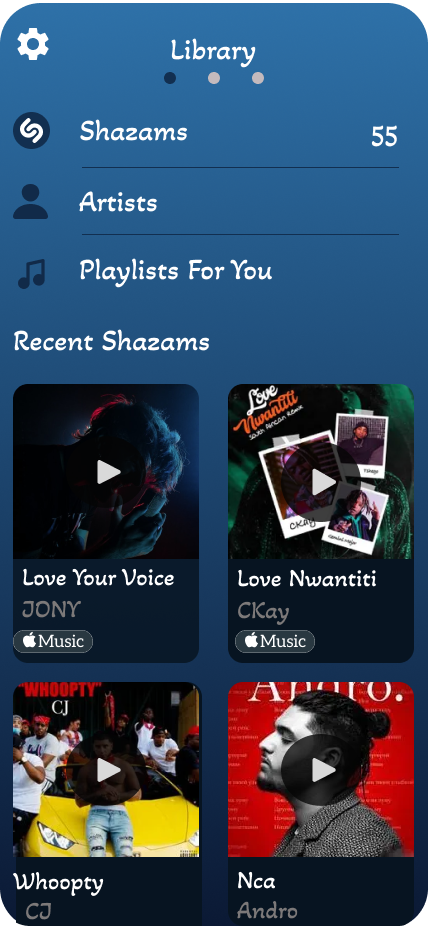 Library
Shazams 55
Artists
Playlists For You
Recent Shazams
Love
Nwantiti
South African Remix
CKay
Tshego
Love Your Voice
JONY
Music
Love Nwantiti
CKay
Music
"WHOOPTY"
CJ
Andro.
Whoopty
CJ
Nca
Andro